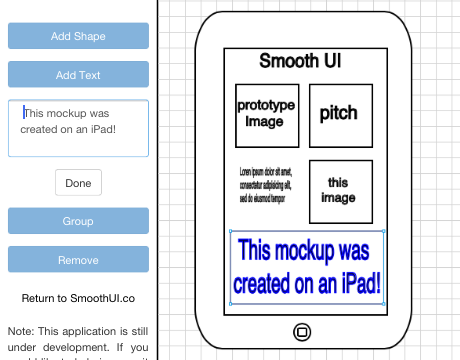 Add Shape
Add Text
This mockup was
created on an iPad!
Done
Group
Remove
Return to SmoothUI.co
Note: This application is still
under development. If you
Smooth UI
prototype
Image
pitch
Lorem ipsum dolor sit amet,
consectetur adipisicing elit,
sed do eiusmod tempor
this
image
This mockup was
created on an iPad!